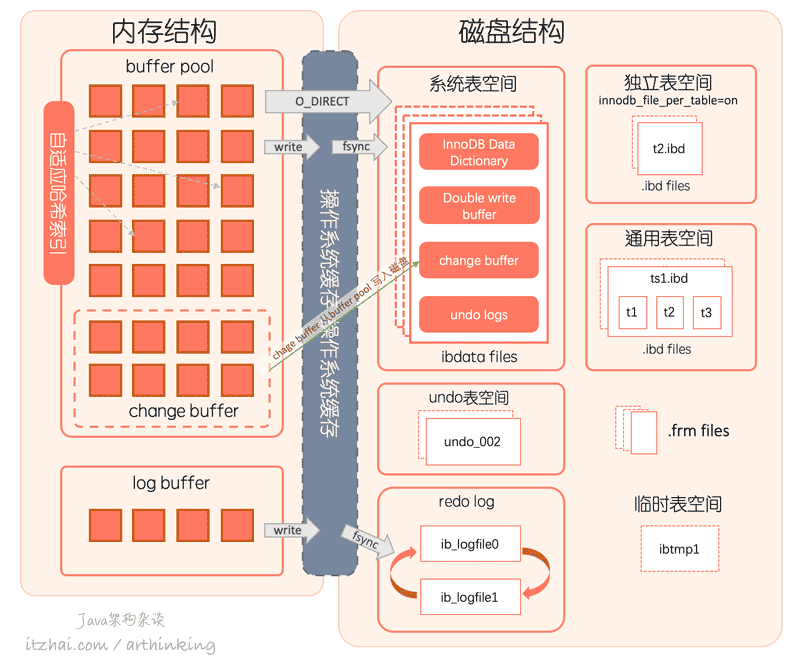 内存结构
buffer pool
自适应哈希索引
change buffer
log buffer
O_DIRECT
write
fsync
操作系统缓存操作系统缓存
chage buffer 从buffer pool 写入磁盘
write
fsync
磁盘结构
系统表空间
InnoDB Data
Dictionary
Double write
buffer
change buffer
undo logs
ibdata files
undo表空间
undo_002
redo log
ib_logfile0
ib_logfile1
独立表空间
innodb_file_per_table=on
t2.ibd
.ibd files
通用表空间
ts1.ibd
t1
t2
t3
.ibd files
.frm files
临时表空间
ibtmp1
Java架构杂谈
itzhai.com / arthinking